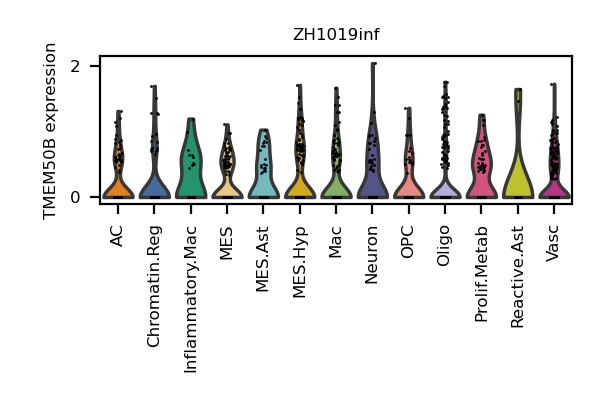 ZH1019inf
TMEM50B expression
2
0
AC
Chromatin.Reg
Inflammatory.Mac
MES
MES.Ast
MES.Hyp
Mac
Neuron
OPC
Oligo
Prolif.Metab
Reactive.Ast
Vasc